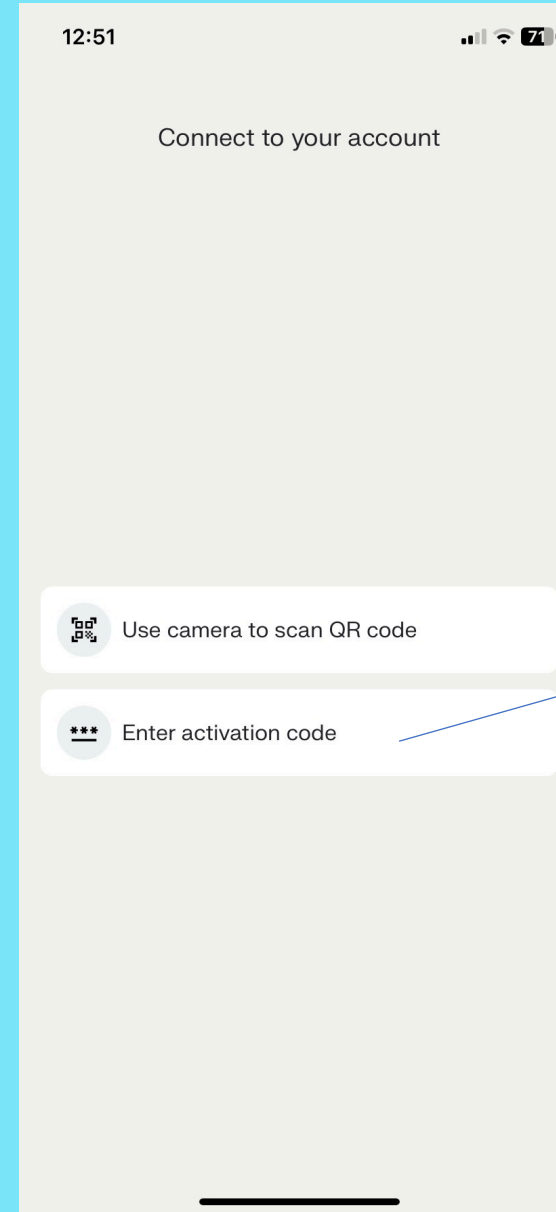 12:51
71
Connect to your account
Use camera to scan QR code
*** Enter activation code